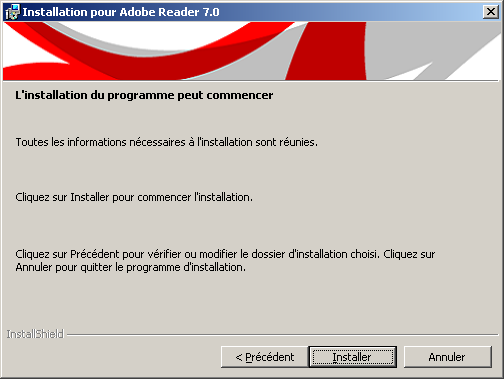 Installation pour Adobe Reader 7.0
L'installation du programme peut commencer
Toutes les informations nécessaires à l'installation sont réunies.
Cliquez sur Installer pour commencer l'installation.
Cliquez sur Précédent pour vérifier ou modifier le dossier d'installation choisi. Cliquez sur
Annuler pour quitter le programme d'installation.
InstallShield
< Précédent
Installer
Annuler